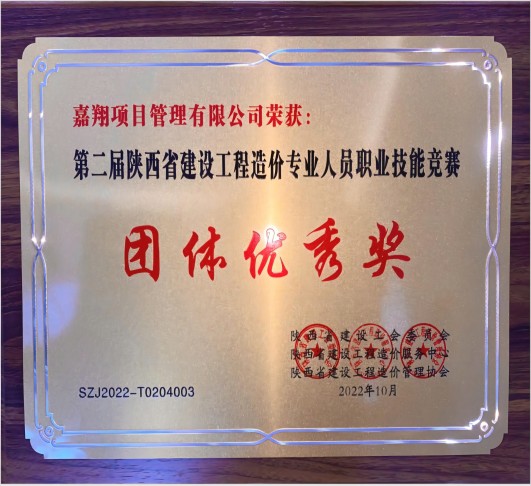 嘉翔项目管理有限公司荣获：
第二届陕西省建设工程造价专业人员职业技能竞赛
团体优秀奖
陕西省建设工会委员会
陕西省建设工程造价服务中心
陕西省建设工程造价管理协会
SZJ2022-T0204003
2022年10月